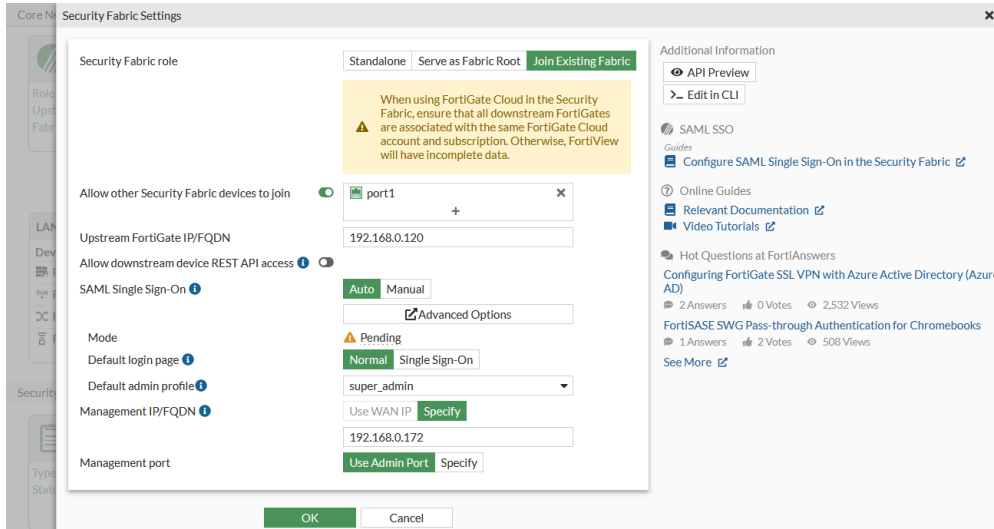 Core Ne
Security Fabric Settings
Security Fabric role
Standalone Serve as Fabric Root Join Existing Fabric
When using FortiGate Cloud in the Security
Fabric, ensure that all downstream FortiGates
are associated with the same FortiGate Cloud
account and subscription. Otherwise, FortiView
will have incomplete data.
Allow other Security Fabric devices to join
port1
+
Upstream FortiGate IP/FQDN
192.168.0.120
Allow downstream device REST API access
SAML Single Sign-On
Auto Manual
Advanced Options
Mode
Pending
Default login page
Normal Single Sign-On
Default admin profile
super_admin
Management IP/FQDN
Use WAN IP Specify
192.168.0.172
Management port
Use Admin Port Specify
OK Cancel
Additional Information
API Preview
>_ Edit in CLI
SAML SSO
Guides
Configure SAML Single Sign-On in the Security Fabric
Online Guides
Relevant Documentation
Video Tutorials
Hot Questions at FortiAnswers
Configuring FortiGate SSL VPN with Azure Active Directory (Azur
AD)
2 Answers 0 Votes 2,532 Views
FortiSASE SWG Pass-through Authentication for Chromebooks
1 Answers 2 Votes 508 Views
See More
Role
Upst
Fabr
LAN
Dev
Security
Type
Statu